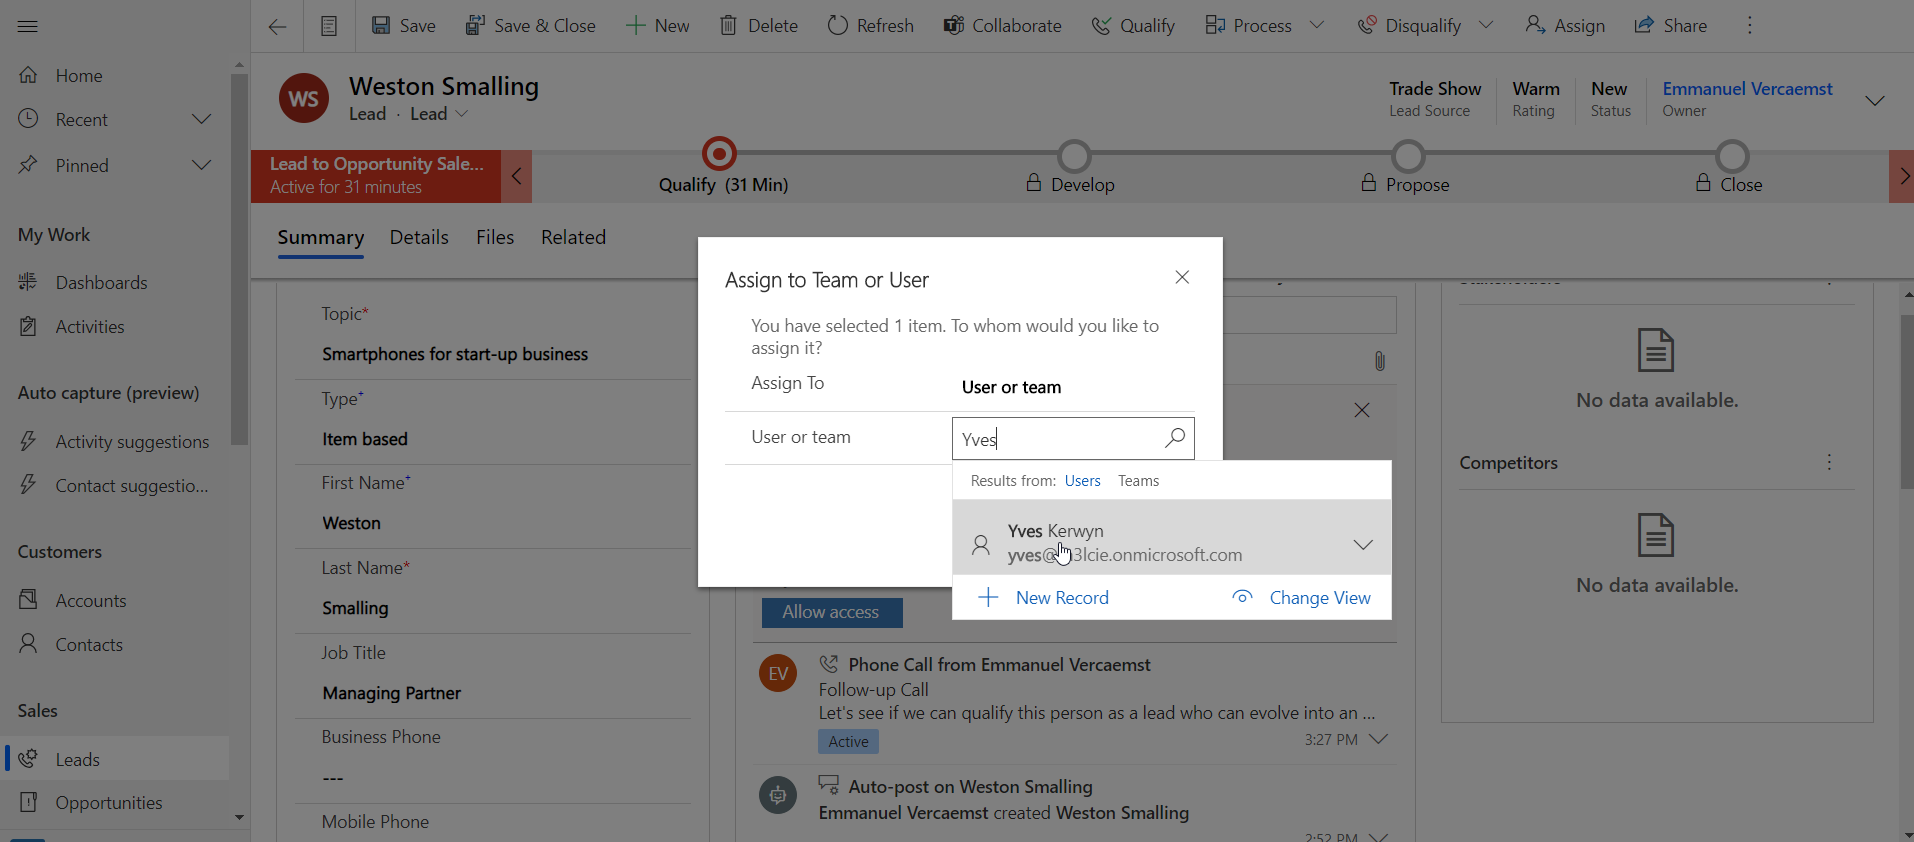 Save
Save & Close
New
Delete
Refresh
Collaborate
Qualify
Process
Disqualify
Assign
Share
Home
Recent
Pinned
My Work
Dashboards
Activities
Auto capture (preview)
Activity suggestions
Contact suggestio...
Customers
Accounts
Contacts
Sales
Leads
Opportunities
WS
Weston Smalling
Lead · Lead
Trade Show
Lead Source
Warm
Rating
New
Status
Emmanuel Vercaemst
Owner
Lead to Opportunity Sale...
Active for 31 minutes
Qualify (31 Min)
Develop
Propose
Close
Summary
Details
Files
Related
Topic*
Smartphones for start-up business
Type+
Item based
First Name+
Weston
Last Name*
Smalling
Job Title
Managing Partner
Business Phone
---
Mobile Phone
Assign to Team or User
You have selected 1 item. To whom would you like to
assign it?
Assign To
User or team
User or team
Yves
Results from: Users Teams
Yves Kerwyn
3lcie.onmicrosoft.com
New Record
Change View
Allow access
EV
Phone Call from Emmanuel Vercaemst
Follow-up Call
Let's see if we can qualify this person as a lead who can evolve into an ...
Active
3:27 PM
Auto-post on Weston Smalling
Emmanuel Vercaemst created Weston Smalling
2:52 PM
Stakeholders
No data available.
Competitors
No data available.